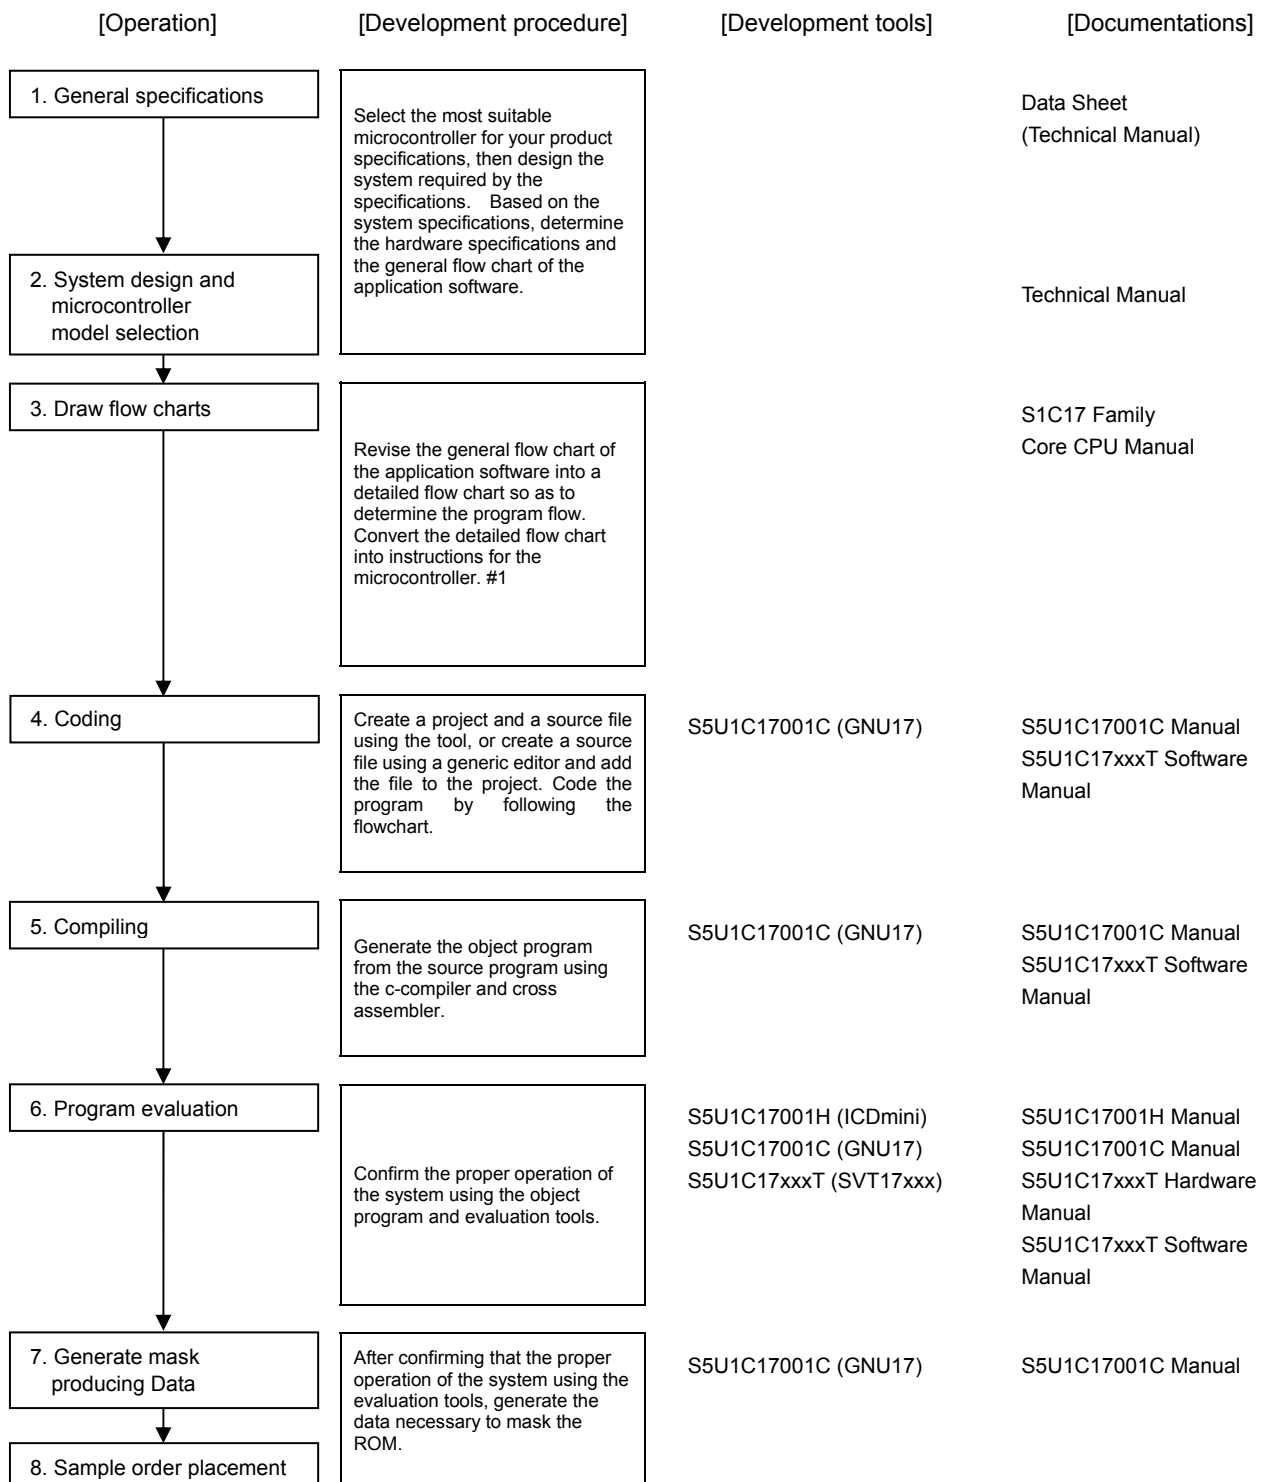 [Operation]
[Development procedure]
[Development tools]
[Documentations]
1. General specifications
Select the most suitable
microcontroller for your product
specifications, then design the
system required by the
specifications. Based on the
system specifications, determine
the hardware specifications and
the general flow chart of the
application software.
Data Sheet
(Technical Manual)
2. System design and
microcontroller
model selection
Technical Manual
3. Draw flow charts
Revise the general flow chart of
the application software into a
detailed flow chart so as to
determine the program flow.
Convert the detailed flow chart
into instructions for the
microcontroller. #1
S1C17 Family
Core CPU Manual
4. Coding
Create a project and a source file
using the tool, or create a source
file using a generic editor and add
the file to the project. Code the
program by following the
flowchart.
S5U1C17001C (GNU17)
S5U1C17001C Manual
S5U1C17xxxT Software
Manual
5. Compiling
Generate the object program
from the source program using
the c-compiler and cross
assembler.
S5U1C17001C (GNU17)
S5U1C17001C Manual
S5U1C17xxxT Software
Manual
6. Program evaluation
Confirm the proper operation of
the system using the object
program and evaluation tools.
S5U1C17001H (ICDmini)
S5U1C17001C (GNU17)
S5U1C17xxxT (SVT17xxx)
S5U1C17001H Manual
S5U1C17001C Manual
S5U1C17xxxT Hardware
Manual
S5U1C17xxxT Software
Manual
7. Generate mask
producing Data
After confirming that the proper
operation of the system using the
evaluation tools, generate the
data necessary to mask the
ROM.
S5U1C17001C (GNU17)
S5U1C17001C Manual
8. Sample order placement